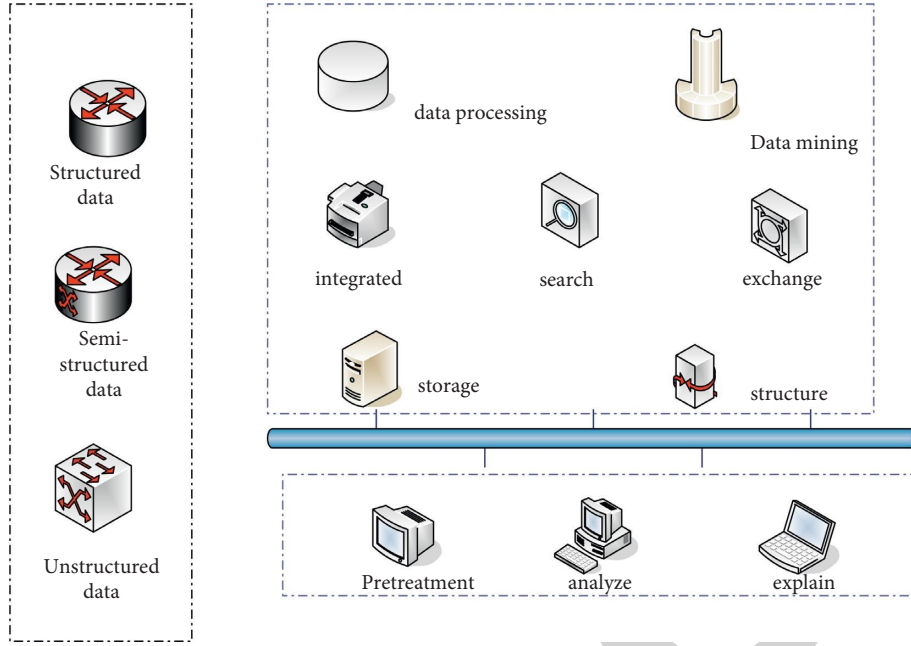 Structured
data
Semi-
structured
data
Unstructured
data
data processing
Data mining
integrated
search
exchange
storage
structure
Pretreatment
analyze
explain